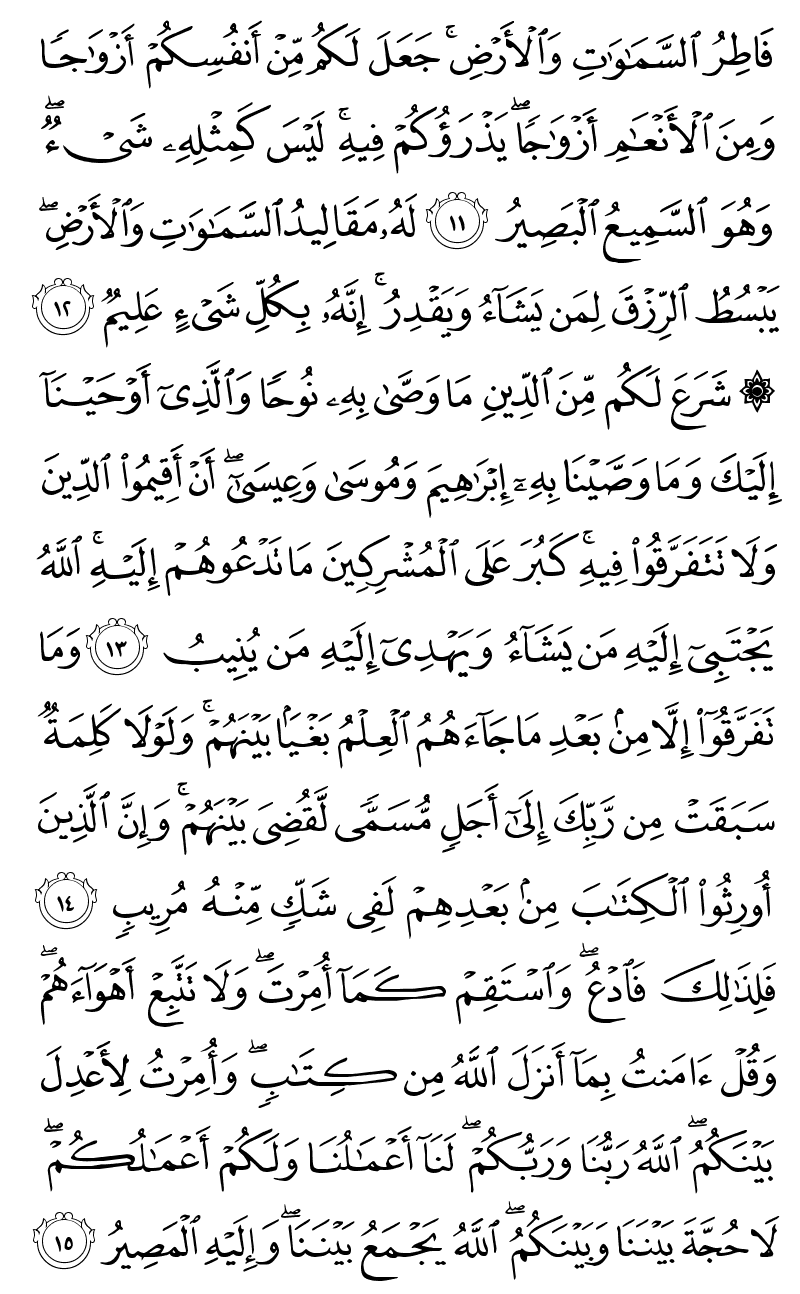 فَاطِرُ ٱلسَّمَٰوَٰتِ وَٱلۡأَرۡضِۚ جَعَلَ لَكُم مِّنۡ أَنفُسِكُمۡ أَزۡوَٰجٗا
وَمِنَ ٱلۡأَنۡعَٰمِ أَزۡوَٰجٗا يَذۡرَؤُكُمۡ فِيهِۚ لَيۡسَ كَمِثۡلِهِۦ شَيۡءٞۖ
وَهُوَ ٱلسَّمِيعُ ٱلۡبَصِيرُ ١١ لَهُۥ مَقَالِيدُ ٱلسَّمَٰوَٰتِ وَٱلۡأَرۡضِۖ
يَبۡسُطُ ٱلرِّزۡقَ لِمَن يَشَآءُ وَيَقۡدِرُۚ إِنَّهُۥ بِكُلِّ شَيۡءٍ عَلِيمٞ ١٢
۞ شَرَعَ لَكُم مِّنَ ٱلدِّينِ مَا وَصَّىٰ بِهِۦ نُوحٗا وَٱلَّذِيٓ أَوۡحَيۡنَآ
إِلَيۡكَ وَمَا وَصَّيۡنَا بِهِۦٓ إِبۡرَٰهِيمَ وَمُوسَىٰ وَعِيسَىٰٓۖ أَنۡ أَقِيمُواْ ٱلدِّينَ
وَلَا تَتَفَرَّقُواْ فِيهِۚ كَبُرَ عَلَى ٱلۡمُشۡرِكِينَ مَا تَدۡعُوهُمۡ إِلَيۡهِۚ ٱللَّهُ
يَجۡتَبِيٓ إِلَيۡهِ مَن يَشَآءُ وَيَهۡدِيٓ إِلَيۡهِ مَن يُنِيبُ ١٣ وَمَا
تَفَرَّقُوٓاْ إِلَّا مِنۢ بَعۡدِ مَا جَآءَهُمُ ٱلۡعِلۡمُ بَغۡيَۢا بَيۡنَهُمۡۚ وَلَوۡلَا كَلِمَةٞ
سَبَقَتۡ مِن رَّبِّكَ إِلَىٰٓ أَجَلٖ مُّسَمّٗى لَّقُضِيَ بَيۡنَهُمۡۚ وَإِنَّ ٱلَّذِينَ
أُورِثُواْ ٱلۡكِتَٰبَ مِنۢ بَعۡدِهِمۡ لَفِي شَكّٖ مِّنۡهُ مُرِيبٖ ١٤
فَلِذَٰلِكَ فَٱدۡعُۖ وَٱسۡتَقِمۡ كَمَآ أُمِرۡتَۖ وَلَا تَتَّبِعۡ أَهۡوَآءَهُمۡۖ
وَقُلۡ ءَامَنتُ بِمَآ أَنزَلَ ٱللَّهُ مِن كِتَٰبٖۖ وَأُمِرۡتُ لِأَعۡدِلَ
بَيۡنَكُمُۖ ٱللَّهُ رَبُّنَا وَرَبُّكُمۡۖ لَنَآ أَعۡمَٰلُنَا وَلَكُمۡ أَعۡمَٰلُكُمۡۖ
لَا حُجَّةَ بَيۡنَنَا وَبَيۡنَكُمُۖ ٱللَّهُ يَجۡمَعُ بَيۡنَنَاۖ وَإِلَيۡهِ ٱلۡمَصِيرُ ١٥